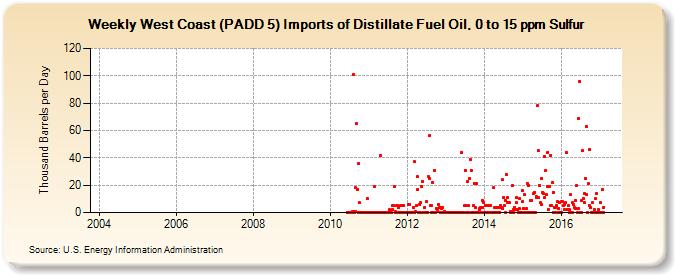 Weekly West Coast (PADD 5) Imports of Distillate Fuel Oil, 0 to 15 ppm Sulfur
Thousand Barrels per Day
120
100
80
60
40
20
0
2004 2006 2008 2010 2012 2014 2016
Source: U.S. Energy Information Administration